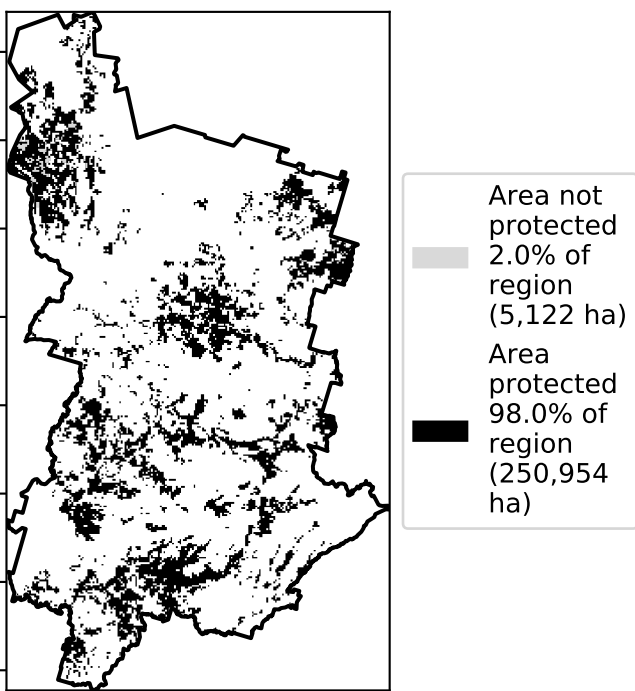 Area not
protected
2.0% of
region
(5,122 ha)
Area
protected
98.0% of
region
(250,954
ha)